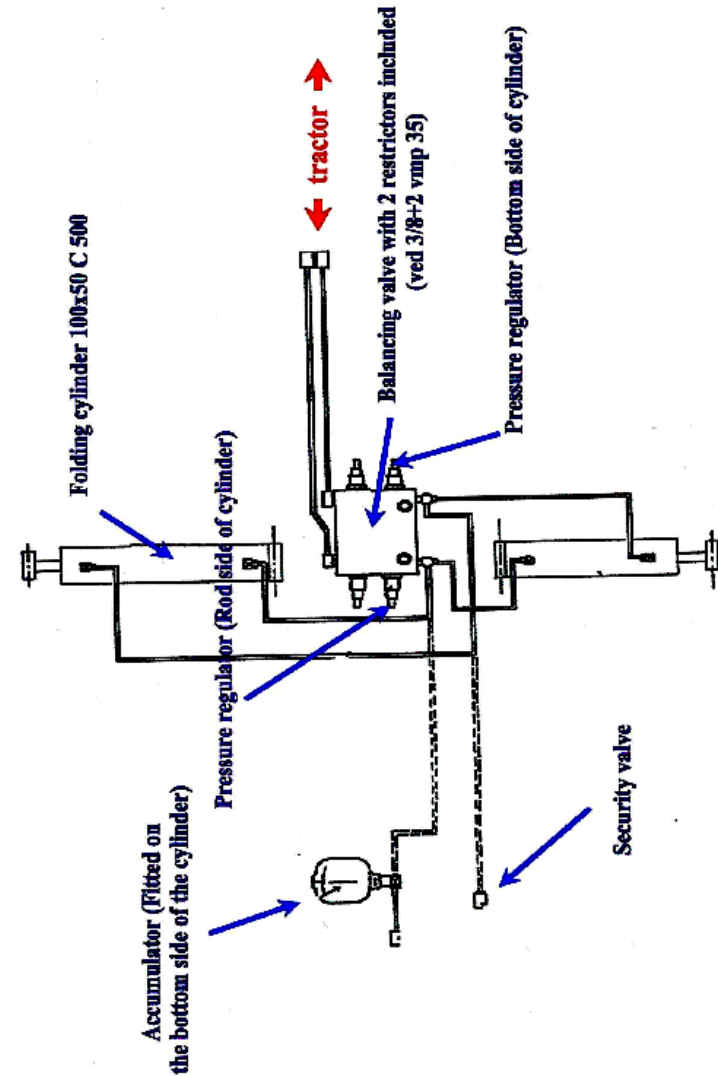 Accumulator (Fitted on
the bottom side of the cylinder)
Pressure regulator (Rod side of cylinder)
Folding cylinder 100x50 C 500
Security valve
tractor
Balancing valve with 2 restrictors included
(ved 3/8+2 vmp 35)
Pressure regulator (Bottom side of cylinder)